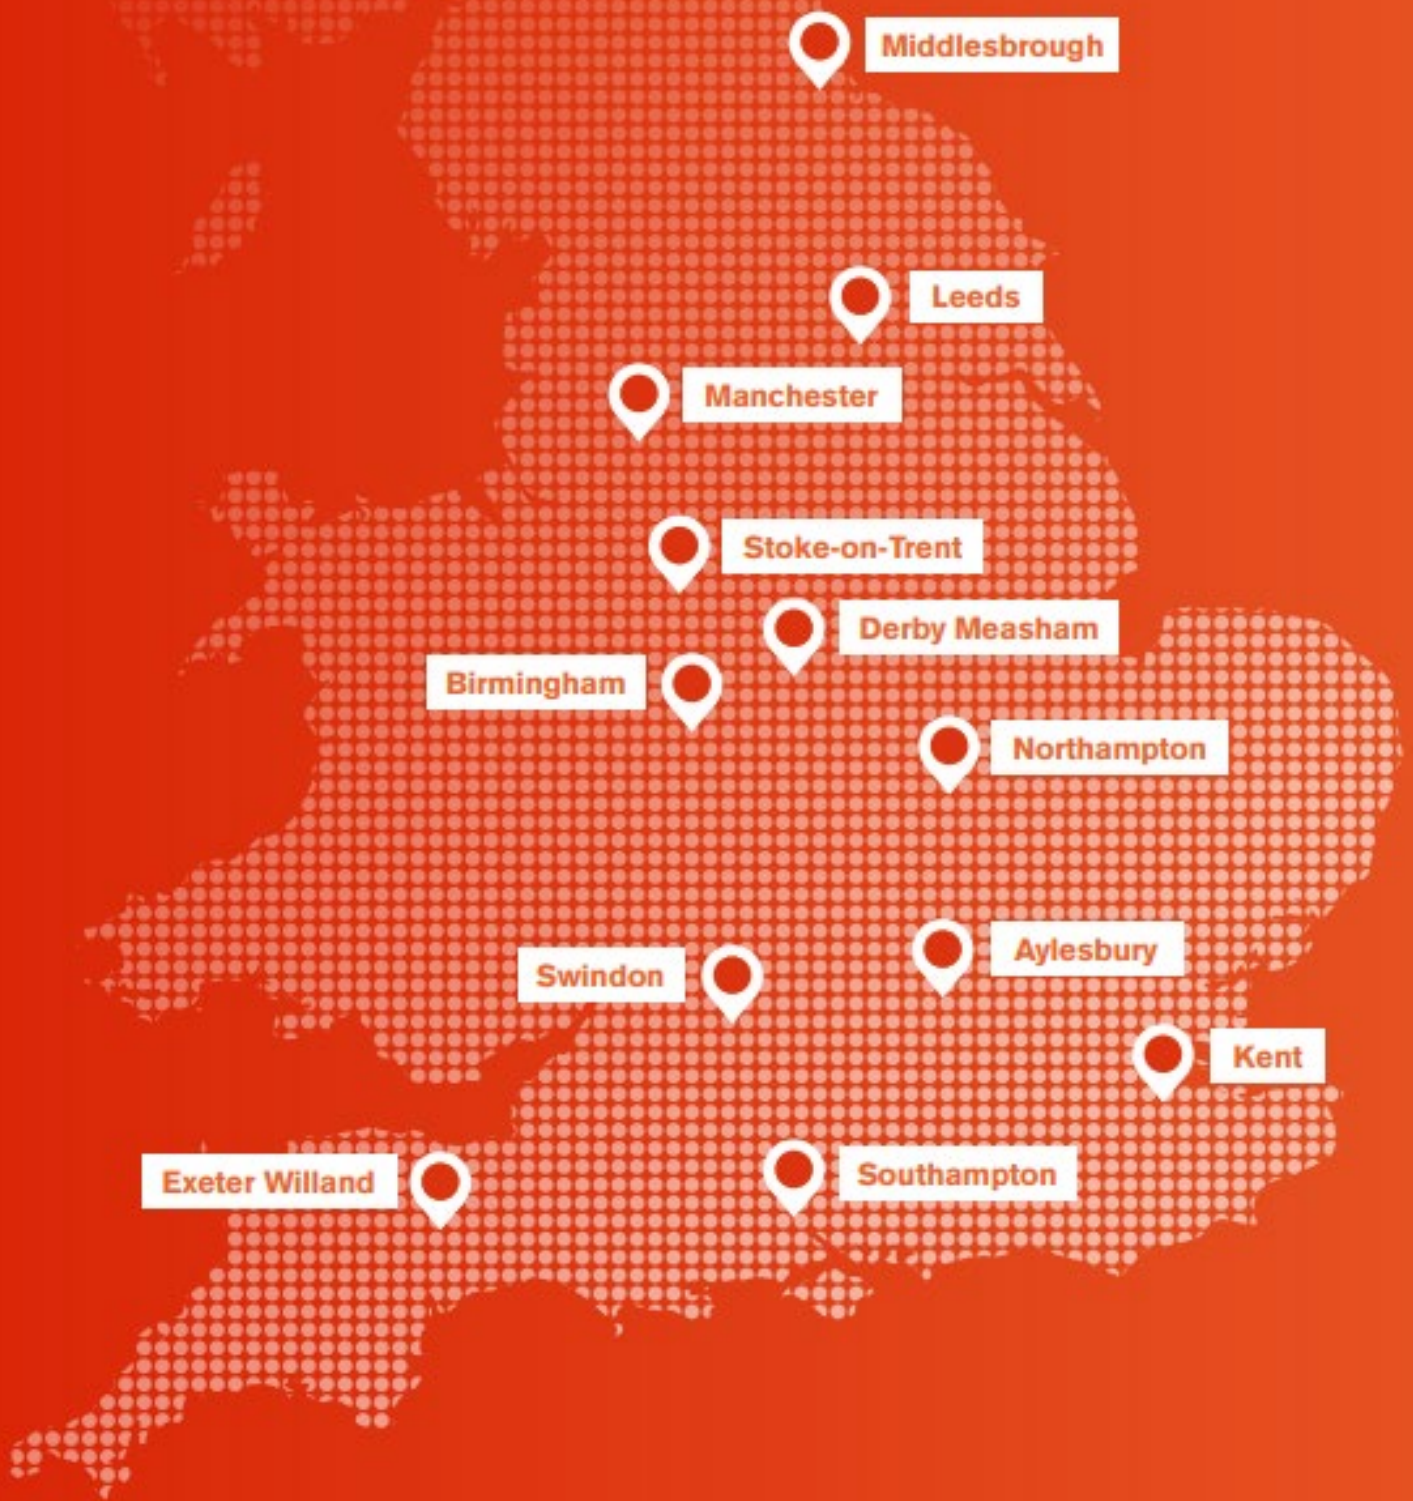 Middlesbrough
Leeds
Manchester
Stoke-on-Trent
Derby Measham
Birmingham
Northampton
Aylesbury
Swindon
Kent
Exeter Willand
Southampton